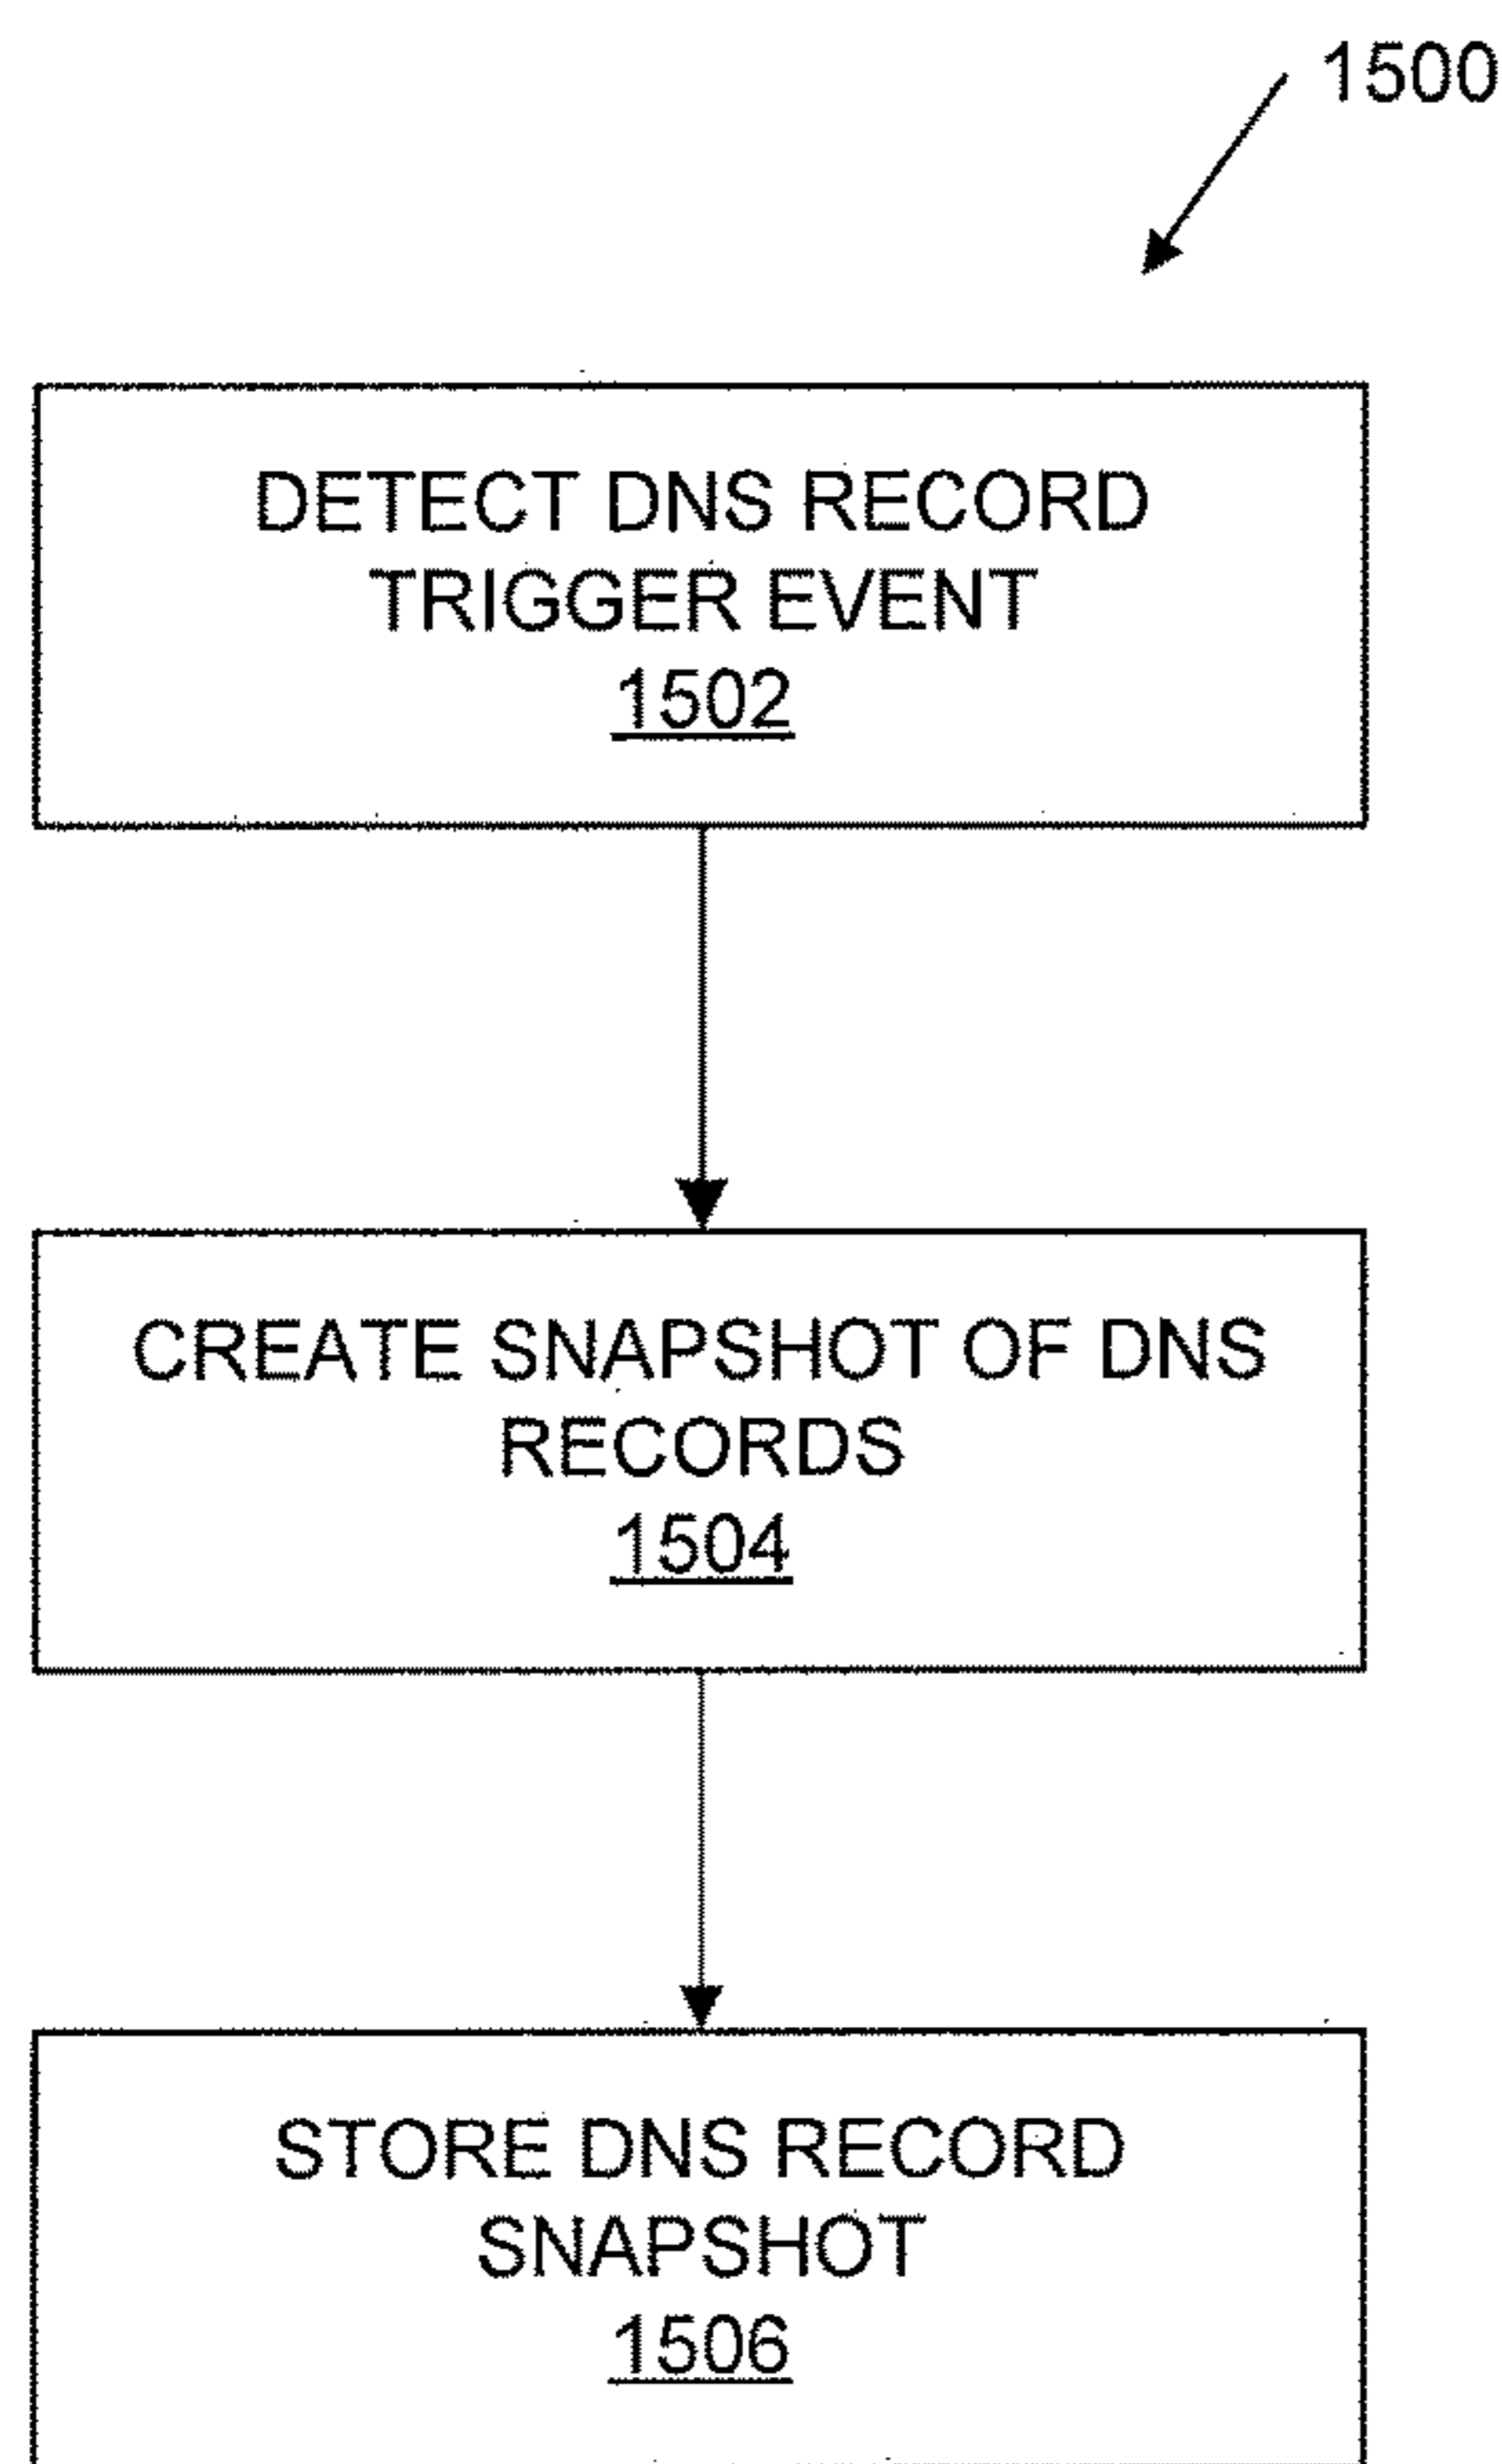 1500
DETECT DNS RECORD
TRIGGER EVENT
1502
CREATE SNAPSHOT OF DNS
RECORDS
1504
STORE DNS RECORD
SNAPSHOT
1506